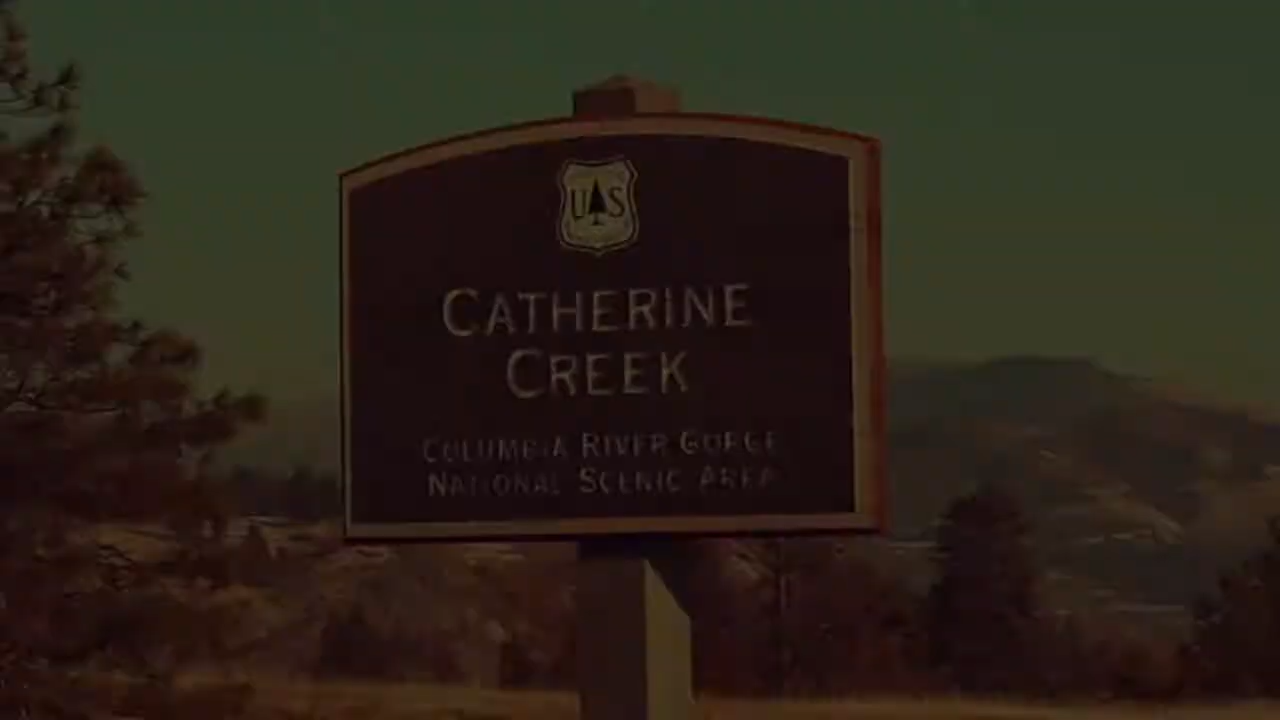 US
CATHERINE
CREEK
COLUMBIA RIVER GORGE
NATIONAL SCENIC AREA